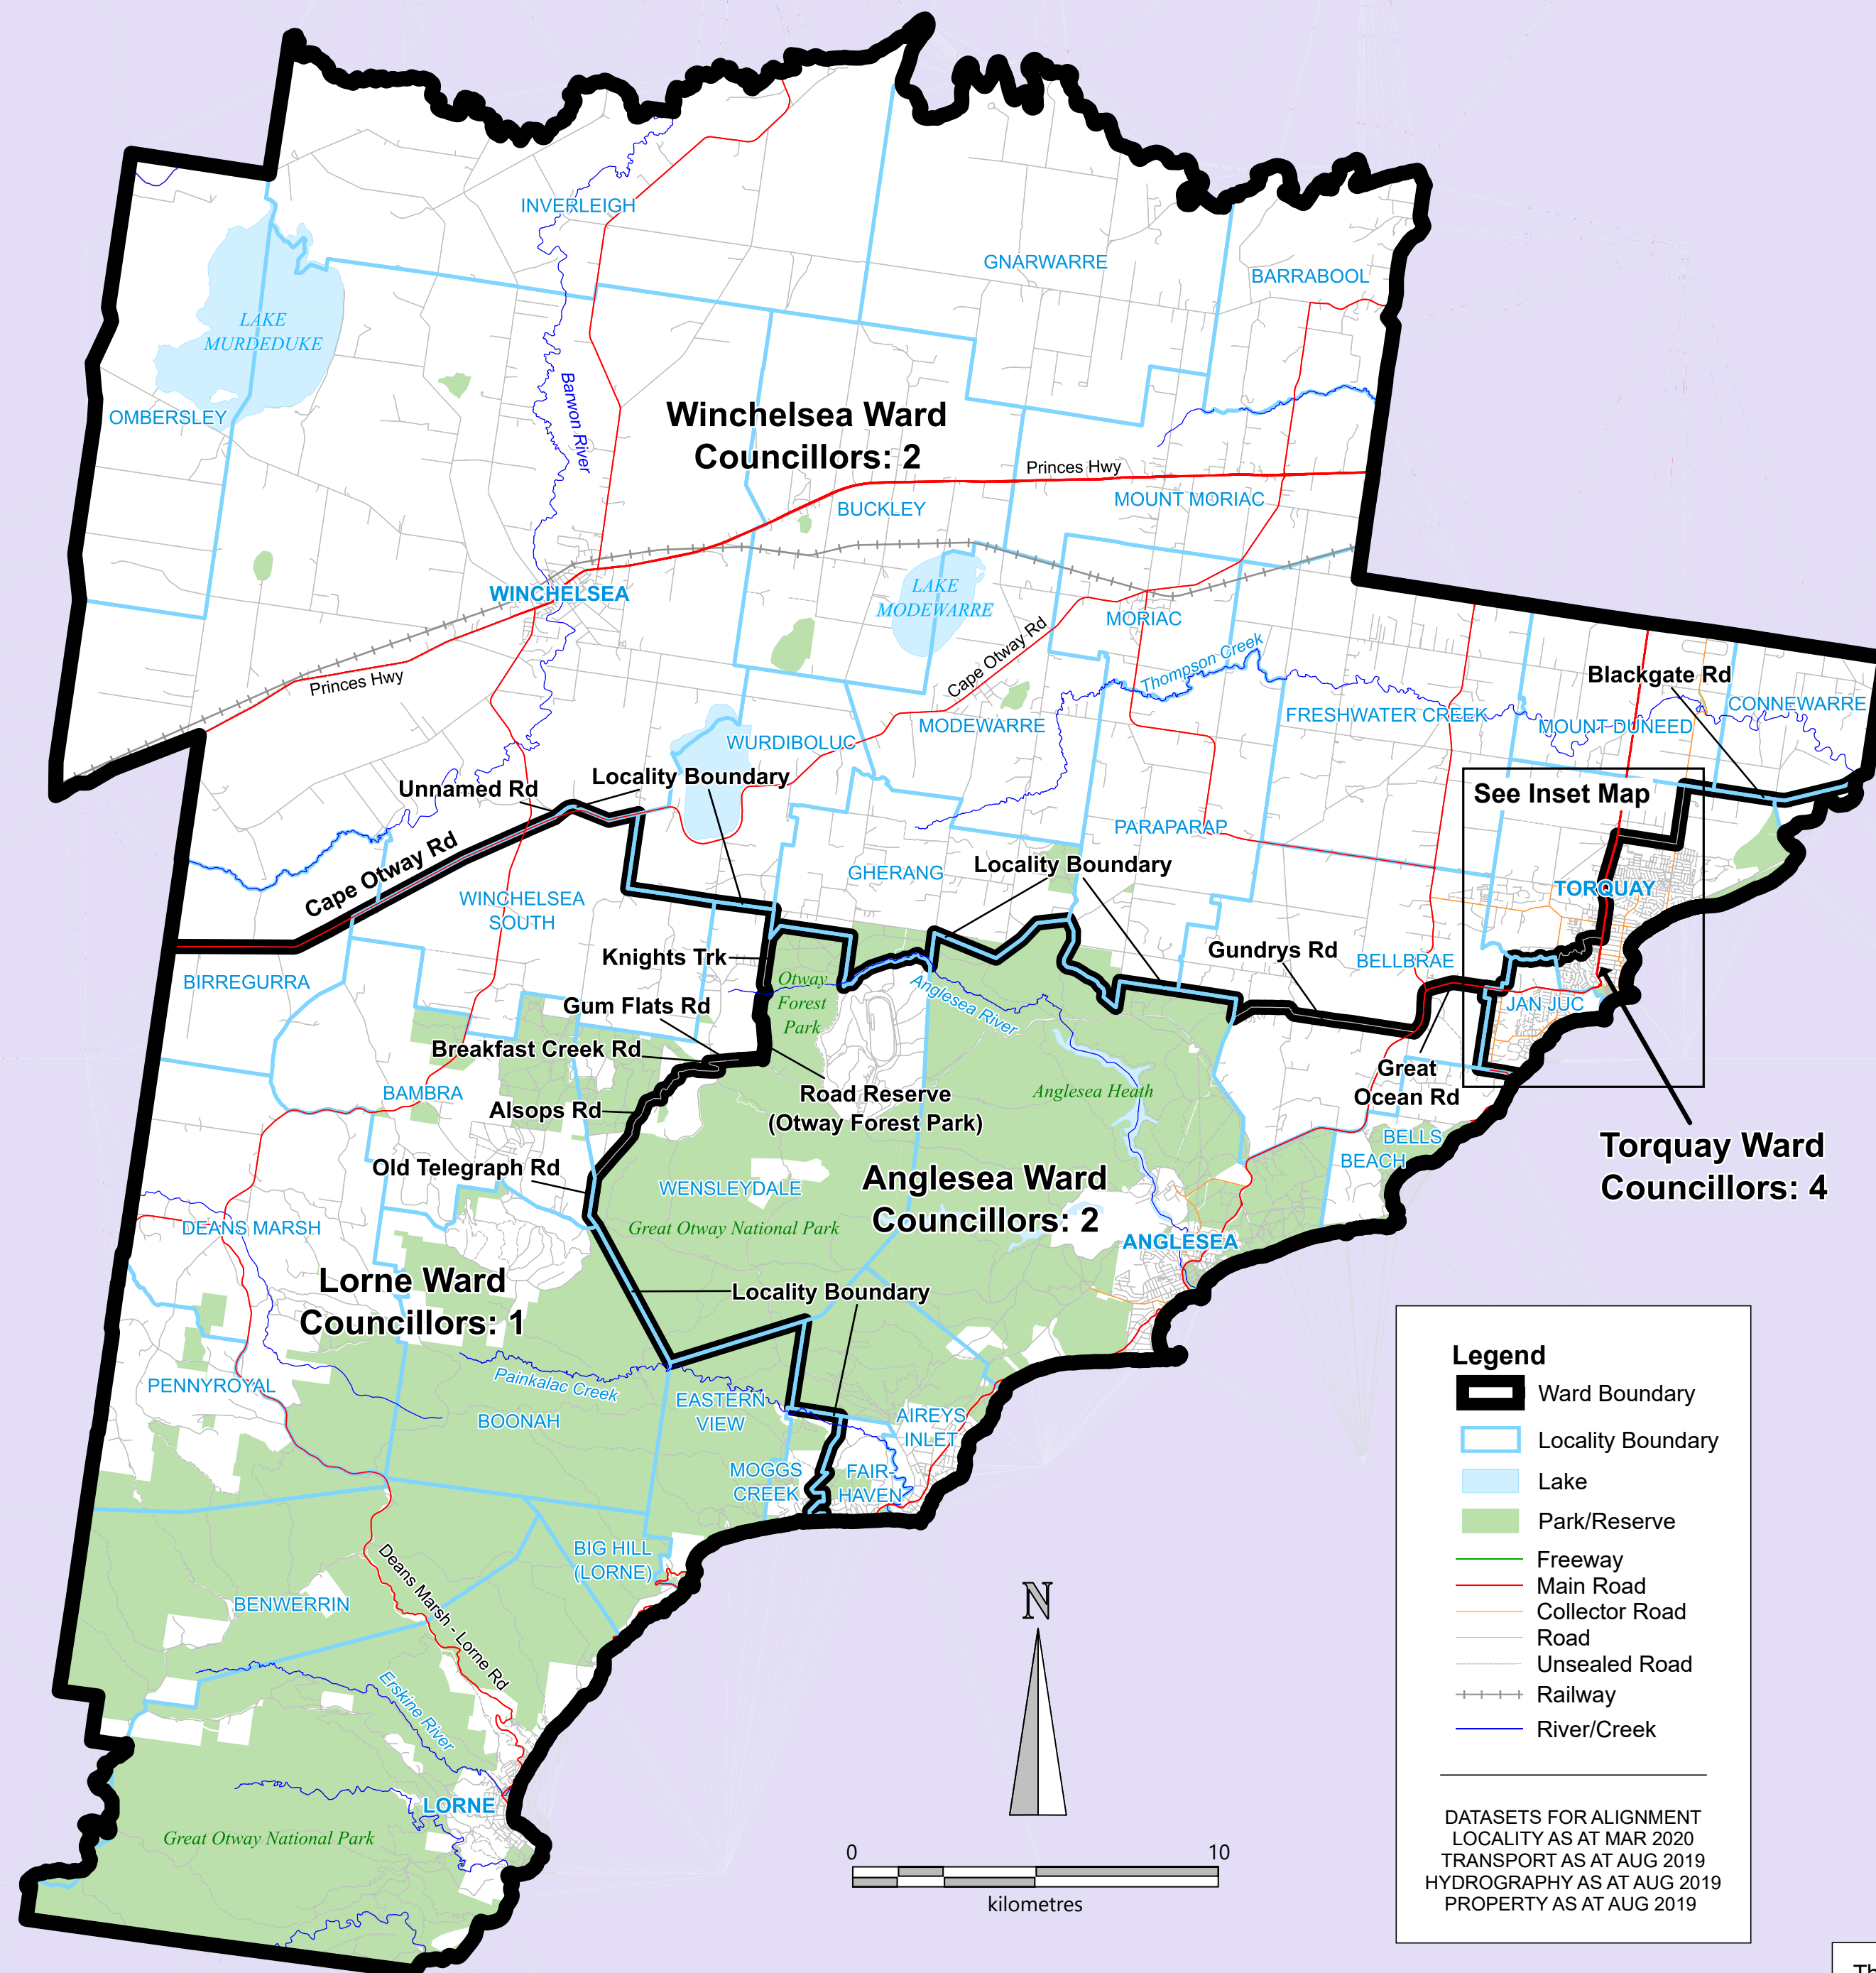 INVERLEIGH
GNARWARRE
BARRABOOL
LAKE
MURDEDUKE
OMBERSLEY
Barwon River
Winchelsea Ward
Councillors: 2
Princes Hwy
MOUNT MORIAC
BUCKLEY
WINCHELSEA
LAKE
MODEWARRE
MORIAC
Cape Otway Rd
Thompson Creek
Princes Hwy
Blackgate Rd
CONNEWARRE
FRESHWATER CREEK
MOUNT DUNEED
MODEWARRE
WURDIBOLUC
Locality Boundary
Unnamed Rd
See Inset Map
PARAPARAP
Cape Otway Rd
GHERANG
Locality Boundary
TORQUAY
WINCHELSEA
SOUTH
Knights Trk
Gundrys Rd
BELLBRAE
BIRREGURRA
Otway
Forest
Park
Anglesea River
JAN JUC
Gum Flats Rd
Breakfast Creek Rd
Great
Ocean Rd
BAMBRA
Alsops Rd
Road Reserve
(Otway Forest Park)
Anglesea Heath
BELLS
BEACH
Torquay Ward
Councillors: 4
Old Telegraph Rd
WENSLEYDALE
Anglesea Ward
Councillors: 2
Great Otway National Park
ANGLESEA
DEANS MARSH
Lorne Ward
Councillors: 1
Locality Boundary
PENNYROYAL
Painkalac Creek
BOONAH
EASTERN
VIEW
AIREYS
INLET
MOGGS
CREEK
FAIR-
HAVEN
BIG HILL
(LORNE)
Deans Marsh - Lorne Rd
BENWERRIN
Erskine River
LORNE
Great Otway National Park
N
0
10
kilometres
Legend
Ward Boundary
Locality Boundary
Lake
Park/Reserve
Freeway
Main Road
Collector Road
Road
Unsealed Road
Railway
River/Creek
DATASETS FOR ALIGNMENT
LOCALITY AS AT MAR 2020
TRANSPORT AS AT AUG 2019
HYDROGRAPHY AS AT AUG 2019
PROPERTY AS AT AUG 2019